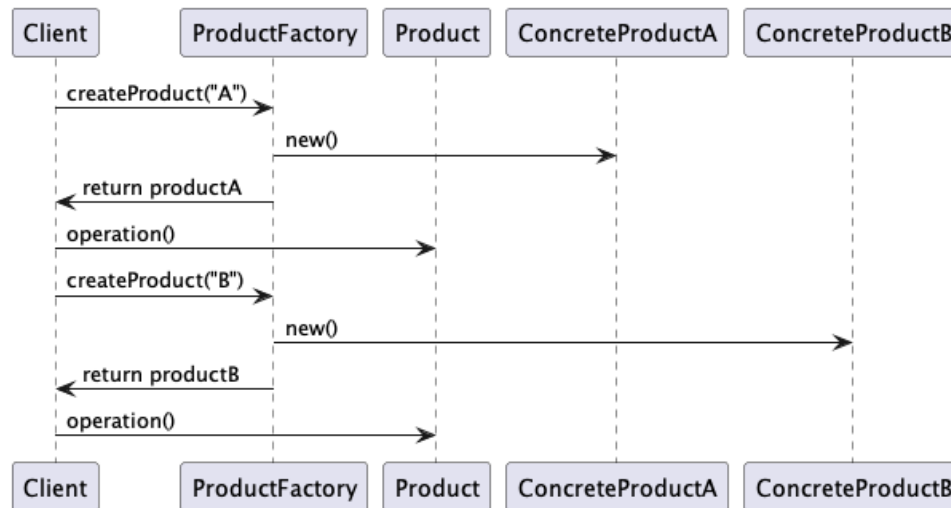 Client ProductFactory Product ConcreteProductA ConcreteProductB
createProduct("A")
new()
return productA
operation()
createProduct("B")
new()
return productB
operation()
Client ProductFactory Product ConcreteProductA ConcreteProductB